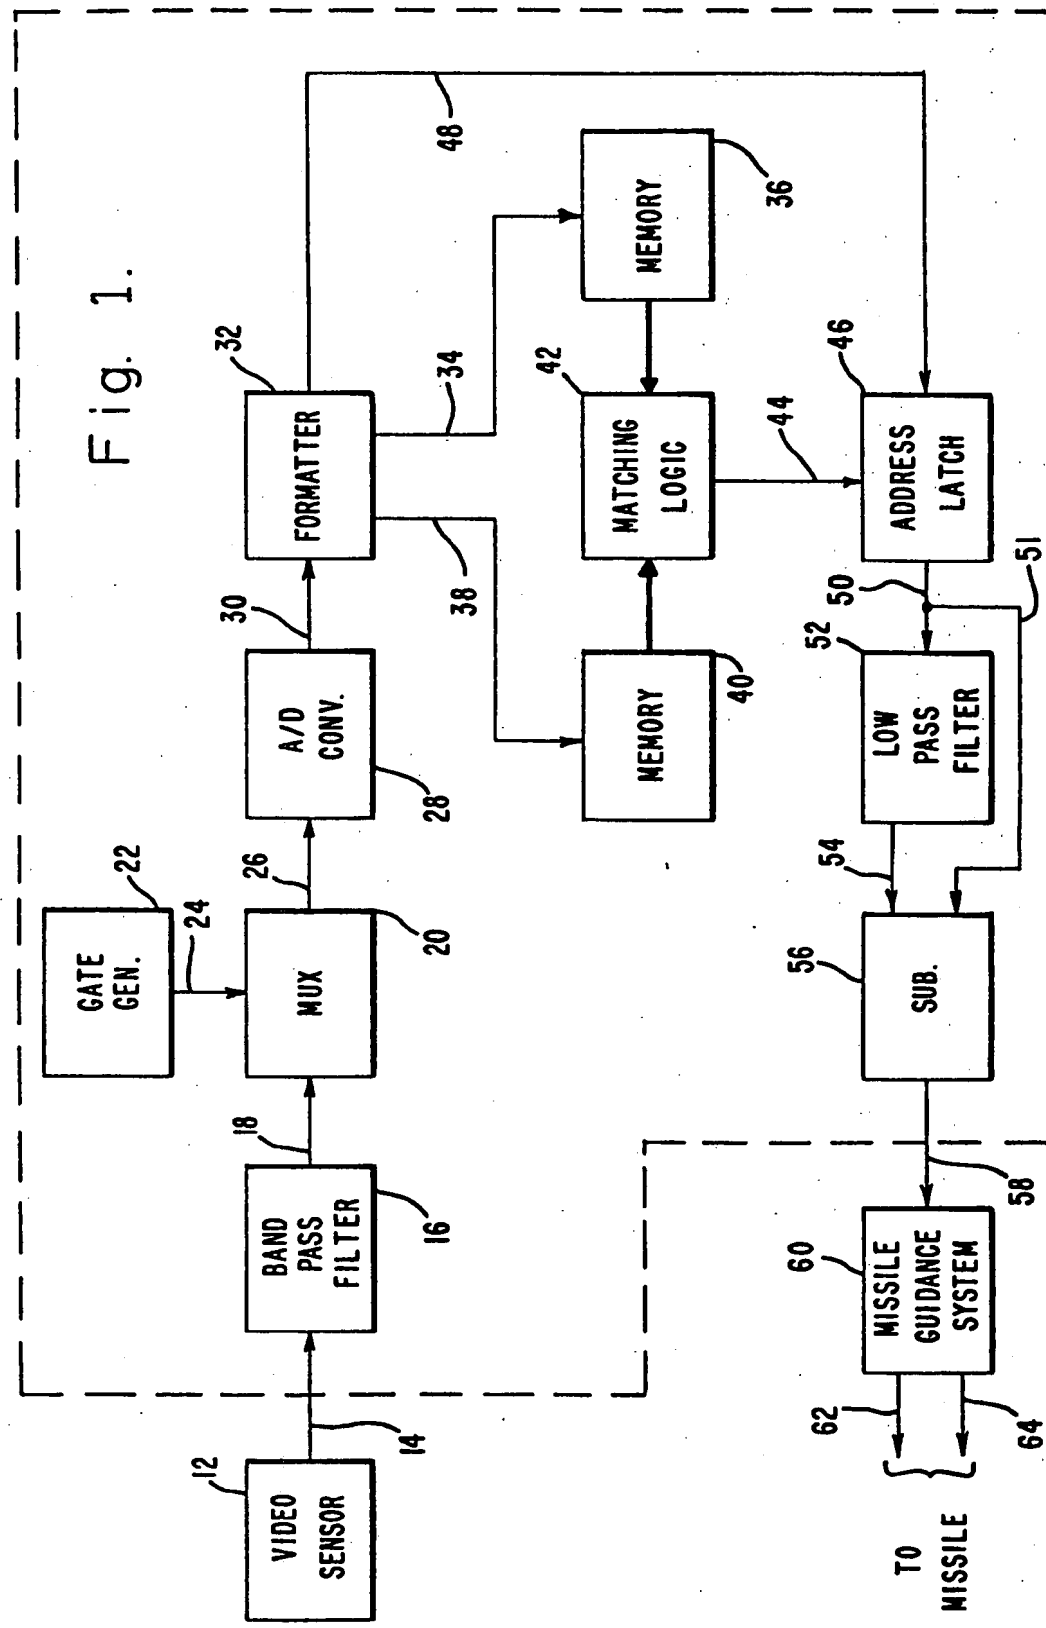 Fig. 1.
22
GATE
GEN.
24
12
VIDEO
SENSOR
14
BAND
PASS
FILTER
16
18
MUX
20
26
A/D
CONV.
28
30
FORMATTER
32
48
38
34
MEMORY
40
42
MATCHING
LOGIC
MEMORY
36
44
TO
MISSILE
62
64
60
MISSILE
GUIDANCE
SYSTEM
58
56
SUB.
54
52
LOW
PASS
FILTER
50
51
46
ADDRESS
LATCH